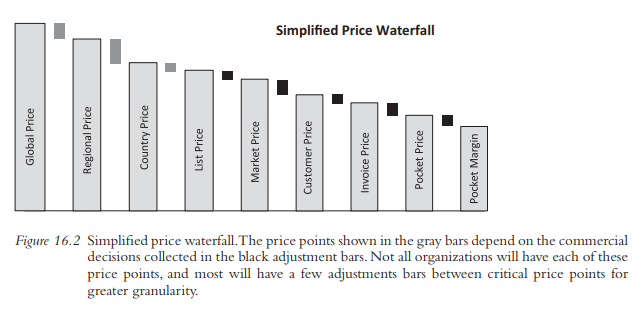 Simplified Price Waterfall
Global Price
Regional Price
Country Price
List Price
Market Price
Customer Price
Invoice Price
Pocket Price
Pocket Margin
Figure 16.2 Simplified price waterfall.The price points shown in the gray bars depend on the commercial
decisions collected in the black adjustment bars. Not all organizations will have each of these
price points, and most will have a few adjustments bars between critical price points for
greater granularity.